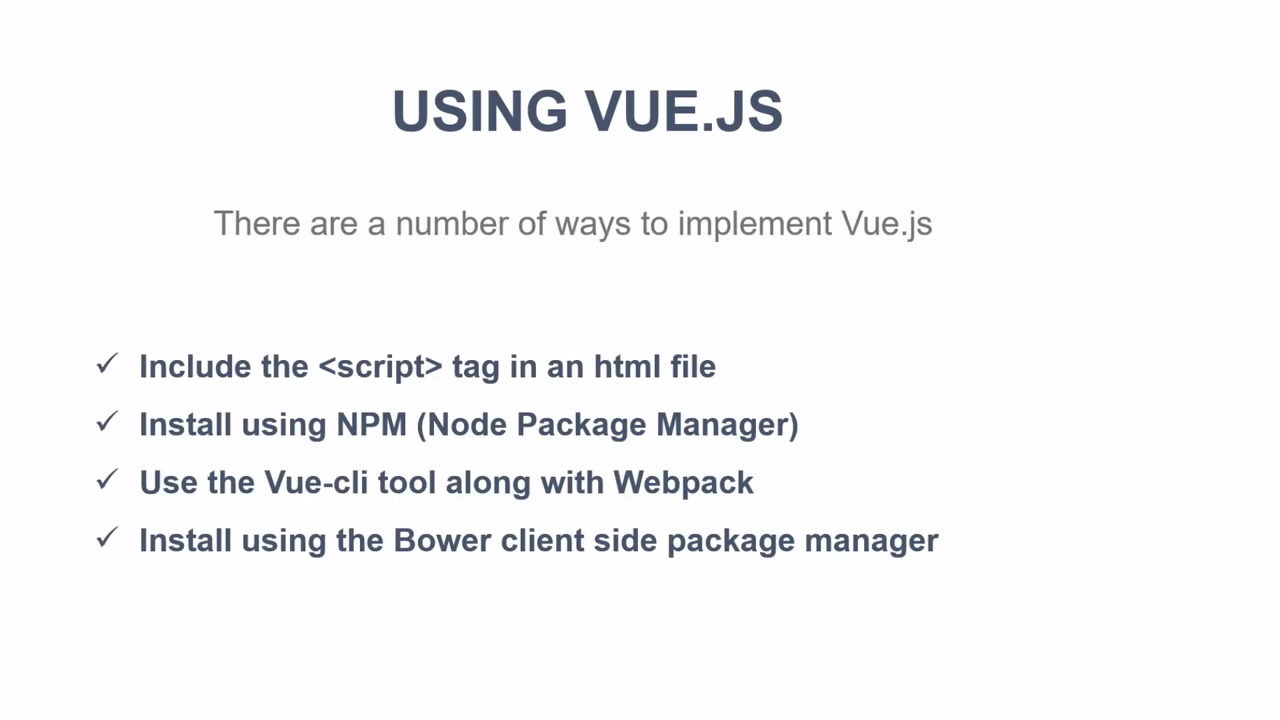 USING VUE.JS
There are a number of ways to implement Vue.js
✓ Include the <script> tag in an html file
✓ Install using NPM (Node Package Manager)
✓ Use the Vue-cli tool along with Webpack
✓ Install using the Bower client side package manager